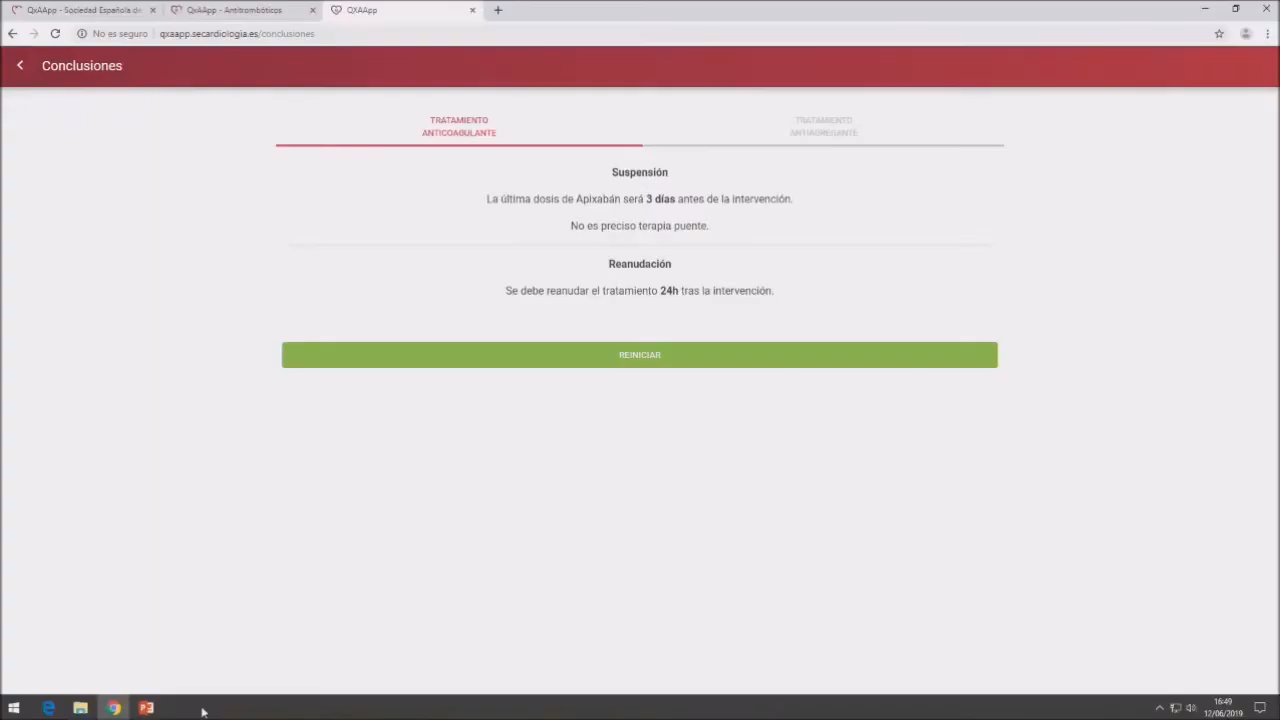 QxAApp - Sociedad Española de
QxAApp - Antitrombóticos
QXAApp
No es seguro
qxaapp.secardiologia.es/conclusiones
Conclusiones
TRATAMIENTO
ANTICOAGULANTE
TRATAMIENTO
ANTIAGREGANTE
Suspensión
La última dosis de Apixabán será 3 días antes de la intervención.
No es preciso terapia puente.
Reanudación
Se debe reanudar el tratamiento 24h tras la intervención.
REINICIAR
16:49
12/06/2019